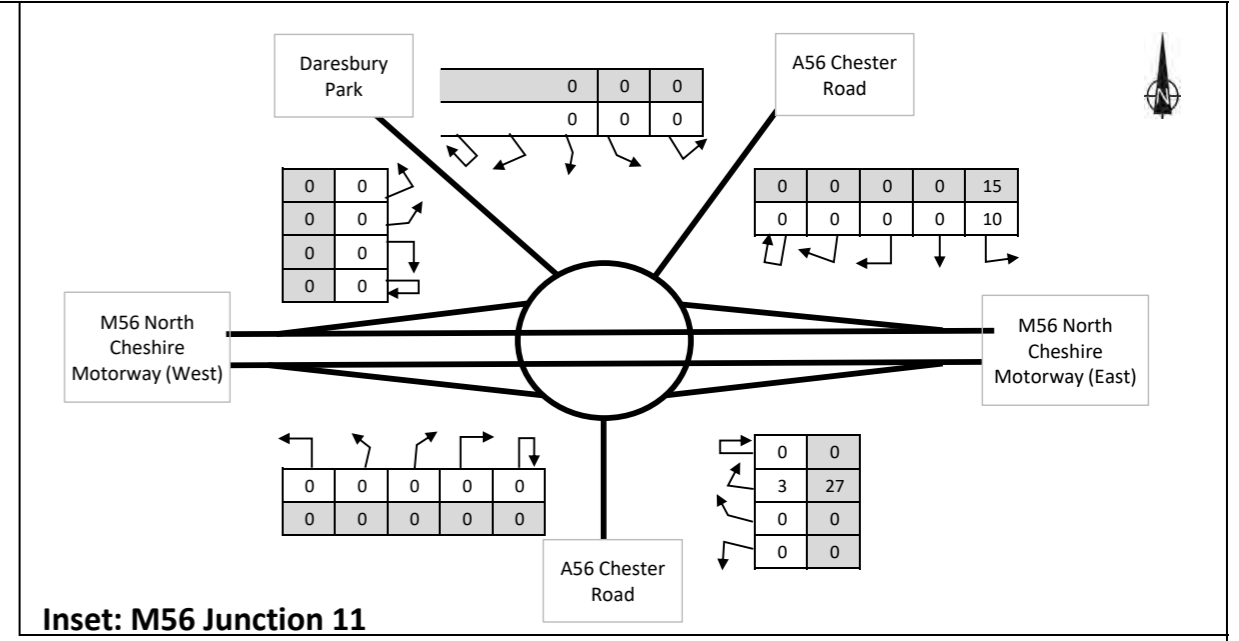 Daresbury
Park
0 0 0
0 0 0
A56 Chester
Road
N
0 0
0 0
0 0
0 0
0 0 0 0 15
0 0 0 0 10
M56 North
Cheshire
Motorway (West)
M56 North
Cheshire
Motorway (East)
0 0 0 0 0
0 0 0 0 0
0 0
3 27
0 0
0 0
A56 Chester
Road
Inset: M56 Junction 11